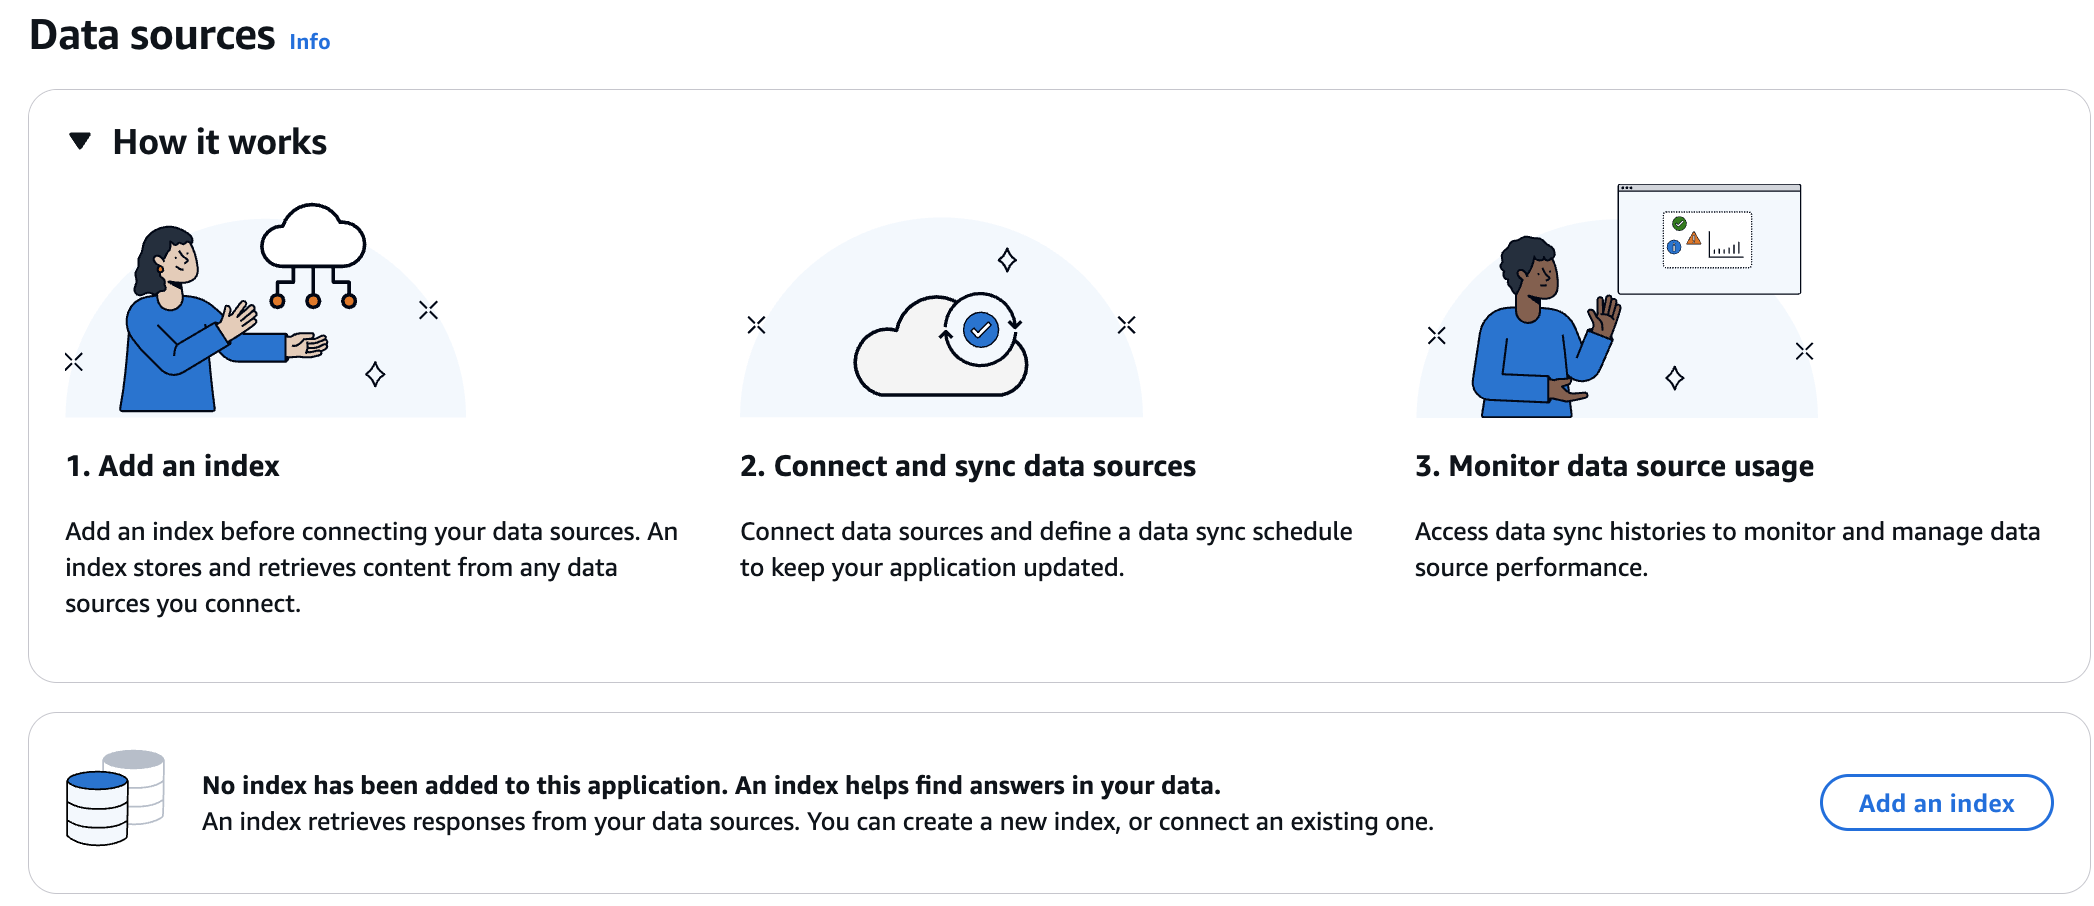 Data sources Info
How it works
1. Add an index
Add an index before connecting your data sources. An
index stores and retrieves content from any data
sources you connect.
2. Connect and sync data sources
Connect data sources and define a data sync schedule
to keep your application updated.
3. Monitor data source usage
Access data sync histories to monitor and manage data
source performance.
No index has been added to this application. An index helps find answers in your data.
An index retrieves responses from your data sources. You can create a new index, or connect an existing one.
Add an index